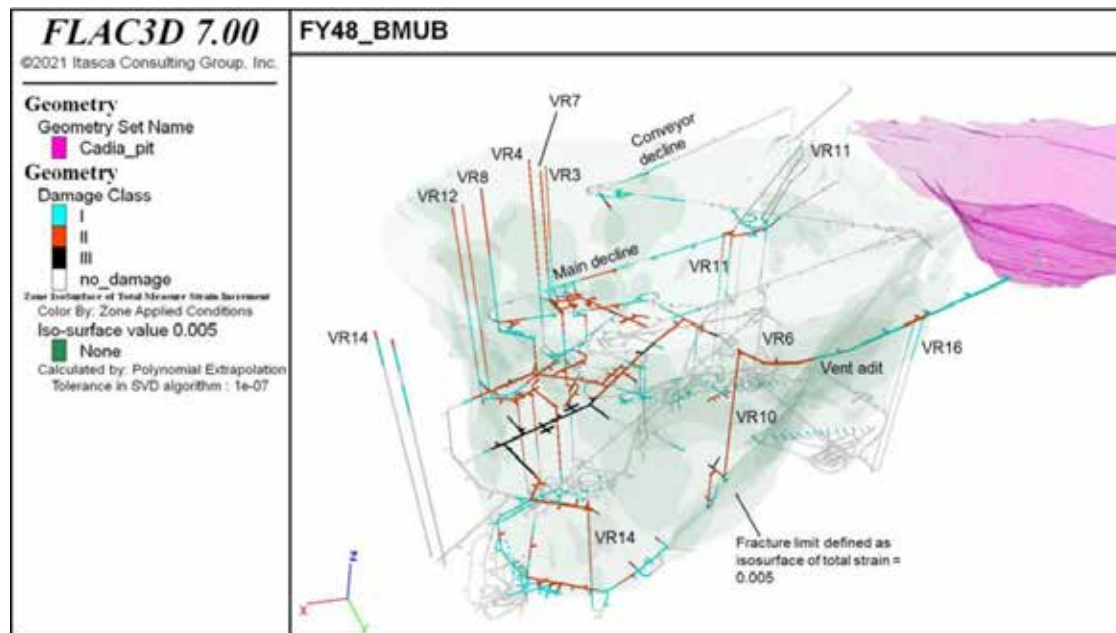 FLAC3D 7.00
©2021 Itasca Consulting Group, Inc.
Geometry
Geometry Set Name
Cadia_pit
Geometry
Damage Class
I
II
III
no_damage
Zone IsoSurface of Total Measure Strain Increment
Color By: Zone Applied Conditions
Iso-surface value 0.005
None
Calculated by: Polynomial Extrapolation
Tolerance in SVD algorithm : 1e-07
FY48_BMUB
VR7
VR4
VR3
VR8
VR12
Conveyor
decline
VR11
Main decline
VR11
VR14
VR6
VR16
Vent adit
VR10
VR14
Fracture limit defined as
isosurface of total strain =
0.005
Z
X